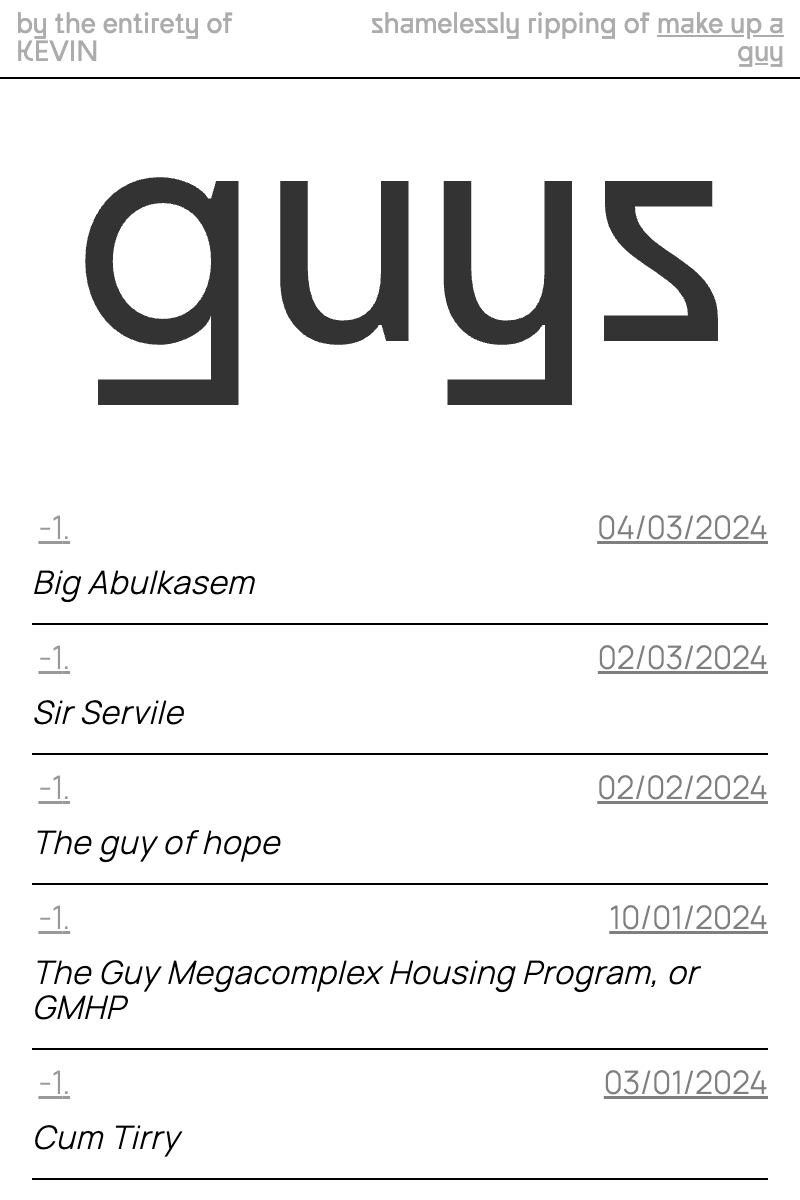 by the entirety of
KEVIN
shamelessly ripping of make up a
guy
guys
-1.
04/03/2024
Big Abulkasem
-1.
02/03/2024
Sir Servile
-1.
02/02/2024
The guy of hope
-1.
10/01/2024
The Guy Megacomplex Housing Program, or
GMHP
-1.
03/01/2024
Cum Tirry